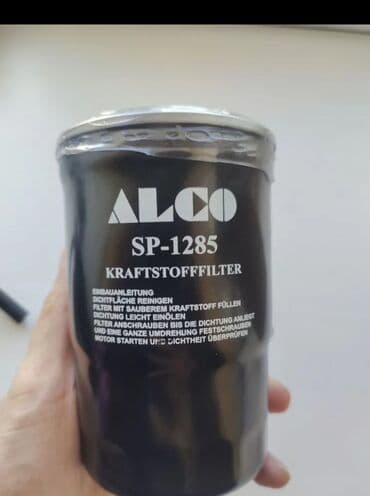 ALCO
SP-1285
KRAFTSTOFFFILTER
EINBAUANLEITUNG
DICHTFLÄCHE REINIGEN
FILTER MIT SAUBEREM KRAFTSTOFF FÜLLEN
DICHTUNG LEICHT EINÖLEN
FILTER ANSCHRAUBEN BIS DIE DICHTUNG ANLIEGT
UND EINE GANZE UMDREHUNG FESTSCHRAUBEN
MOTOR STARTEN UND DICHTHEIT ÜBERPRÜFEN